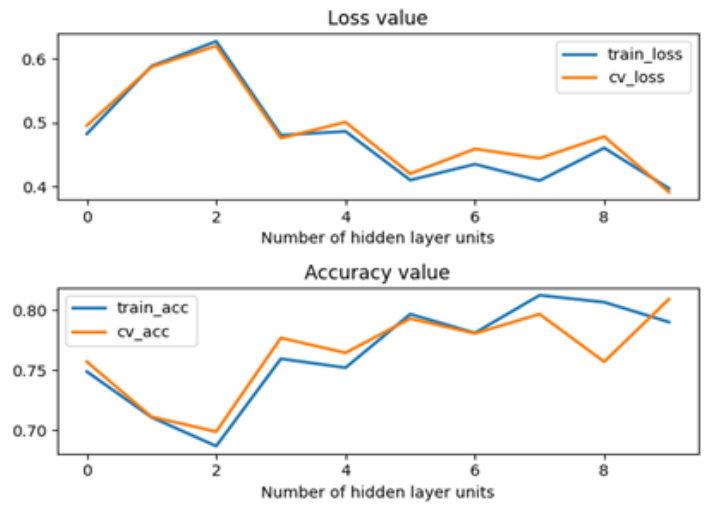 Loss value
0.6
0.5
0.4
train_loss
cv_loss
0 2 4 6 8
Number of hidden layer units
Accuracy value
0.80
0.75
0.70
train_acc
cv_acc
0 2 4 6 8
Number of hidden layer units